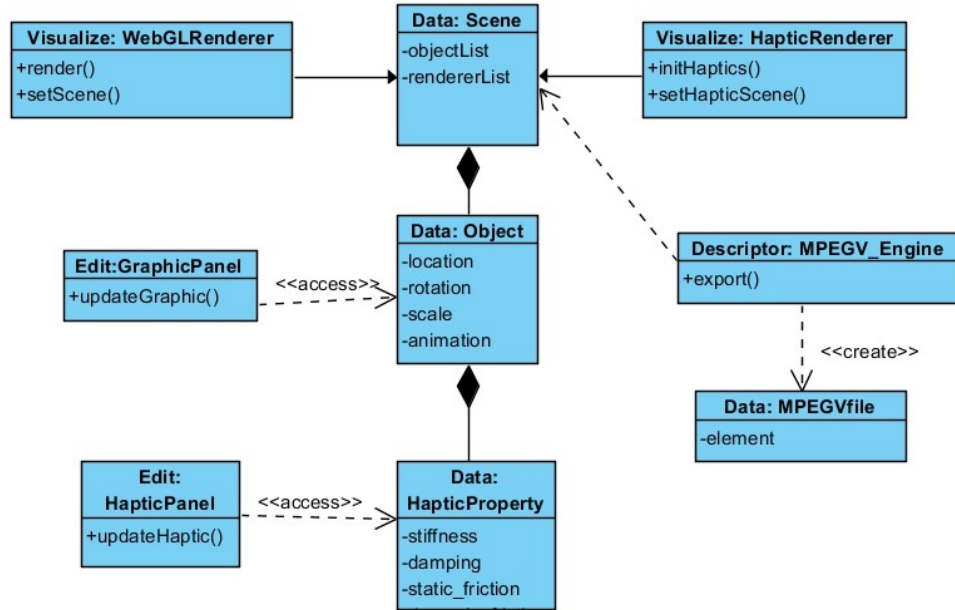 Visualize: WebGLRenderer
+render()
+setScene()
Data: Scene
-objectList
-rendererList
Visualize: HapticRenderer
+initHaptics()
+setHapticScene()
Edit:GraphicPanel
+updateGraphic()
<<access>>
Data: Object
-location
-rotation
-scale
-animation
Descriptor: MPEGV_Engine
+export()
<<create>>
Data: MPEGVfile
-element
Edit:
HapticPanel
+updateHaptic()
<<access>>
Data:
HapticProperty
-stiffness
-damping
-static_friction